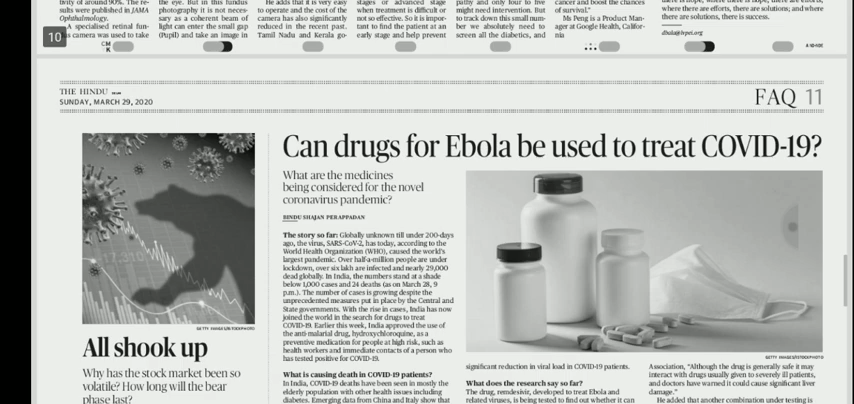 tivity of around 90%. The re-
sults were published in JAMA
Ophthalmology.
A specialised retinal fun-
s camera was used to take
the eye. But in this fundus
photography it is not neces-
sary as a coherent beam of
light can enter the small gap
(Pupil) and take an image in
He adds that it is very easy
to operate and the cost of the
camera has also significantly
reduced in the recent past.
Tamil Nadu and Kerala go-
stages or advanced stage
when treatment is difficult or
not so effective. So it is impor-
tant to find the patient at an
early stage and help prevent
pathy and only four to five
might need intervention. But
to track down this small num-
ber we absolutely need to
screen all the diabetics, and
cancer and boost the chances
of survival."
Ms Peng is a Product Man-
ager at Google Health, Califor-
nia
where there are efforts, there are solutions; and where
there are solutions, there is success.
dbala@lvpei.org
10
CM
K
THE HINDU
SUNDAY, MARCH 29, 2020
FAQ 11
GETTY IMAGES/ISTOCKPHOTO
All shook up
Why has the stock market been so
volatile? How long will the bear
phase last?
Can drugs for Ebola be used to treat COVID-19?
What are the medicines
being considered for the novel
coronavirus pandemic?
BINDU SHAJAN PERAPPADAN
The story so far: Globally unknown till under 200-days
ago, the virus, SARS-CoV-2, has today, according to the
World Health Organization (WHO), caused the world's
largest pandemic. Over half-a-million people are under
lockdown, over six lakh are infected and nearly 29,000
dead globally. In India, the numbers stand at a shade
below 1,000 cases and 24 deaths (as on March 28, 9
p.m.). The number of cases is growing despite the
unprecedented measures put in place by the Central and
State governments. With the rise in cases, India has now
joined the world in the search for drugs to treat
COVID-19. Earlier this week, India approved the use of
the anti-malarial drug, hydroxychloroquine, as a
preventive medication for people at high risk, such as
health workers and immediate contacts of a person who
has tested positive for COVID-19.
What is causing death in COVID-19 patients?
In India, COVID-19 deaths have been seen in mostly the
elderly population with other health issues including
diabetes. Emerging data from China and Italy show that
GETTY IMAGES/ISTOCKPHOTO
significant reduction in viral load in COVID-19 patients.
What does the research say so far?
The drug, remdesivir, developed to treat Ebola and
related viruses, is being tested to find out whether it can
Association, "Although the drug is generally safe it may
interact with drugs usually given to severely ill patients,
and doctors have warned it could cause significant liver
damage."
He added that another combination under testing is